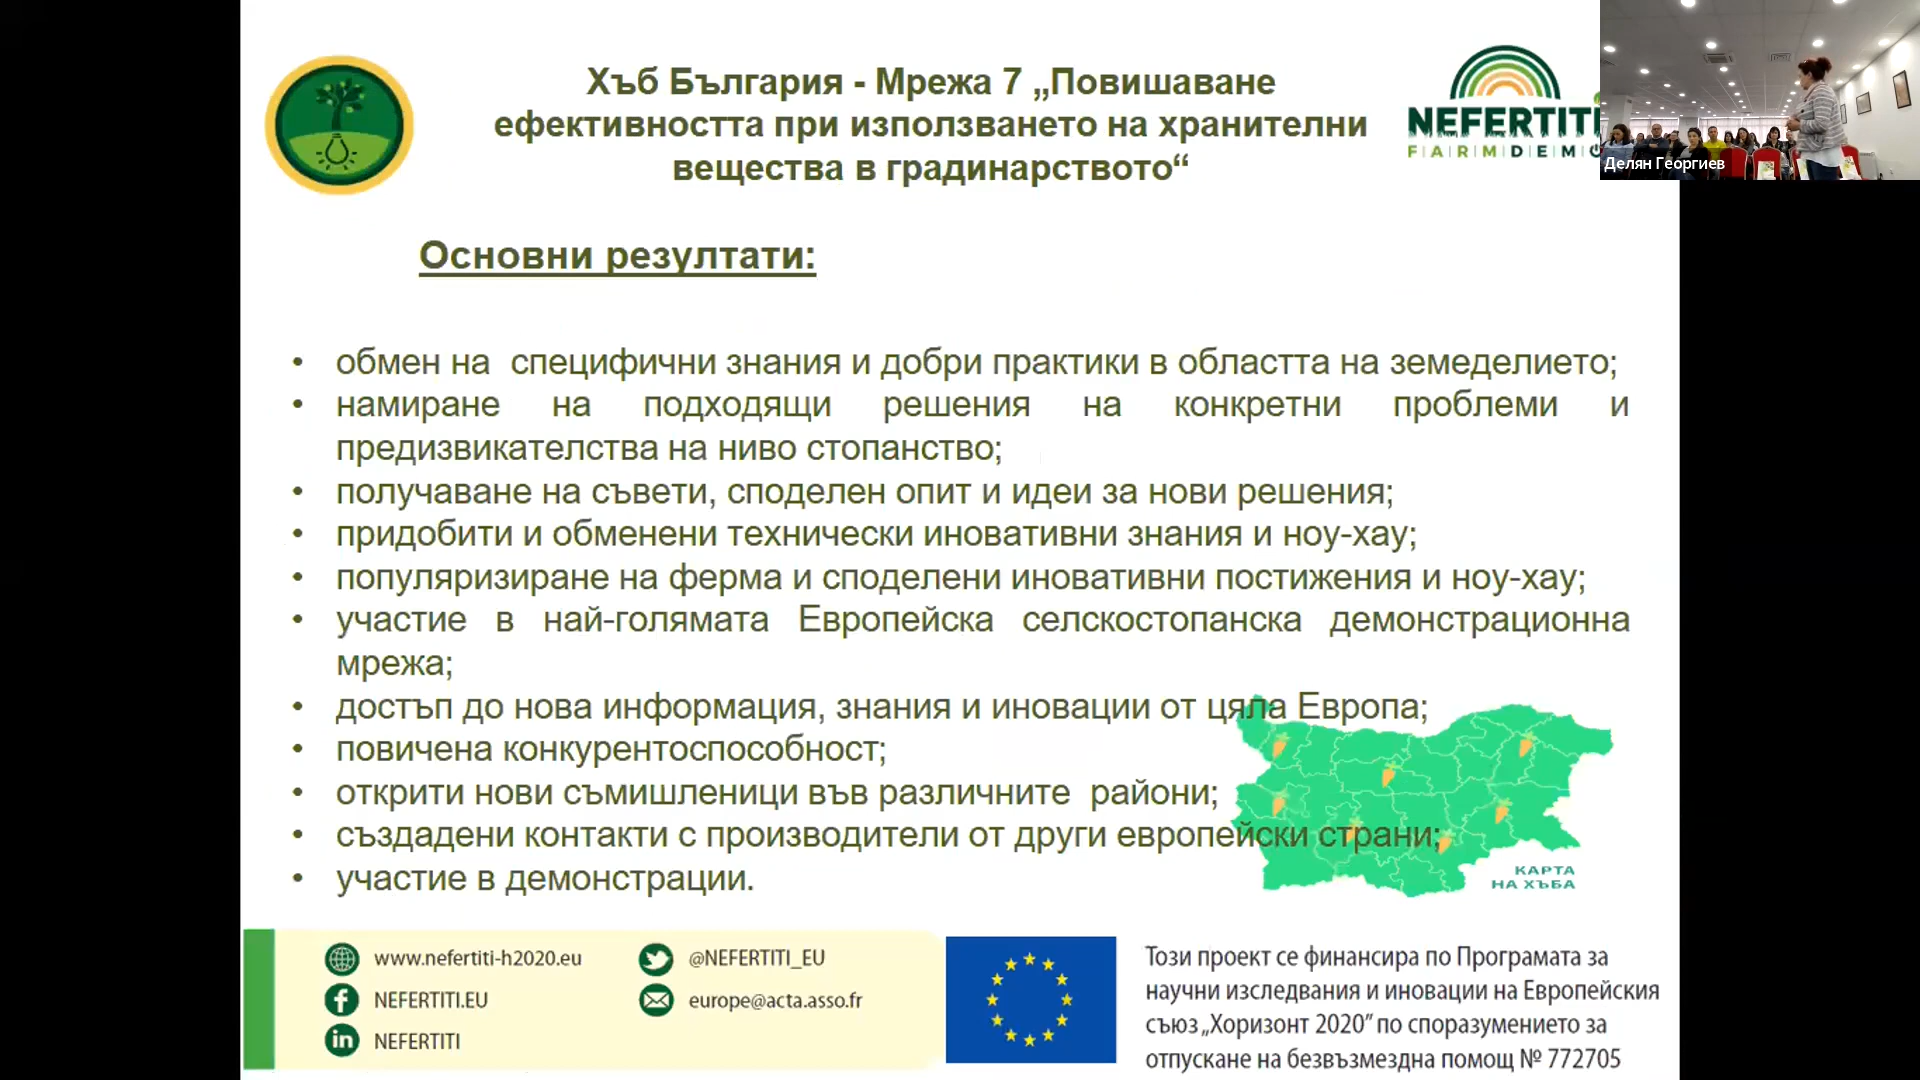 Хъб България - Мрежа 7 „Повишаване
ефективността при използването на хранителни
вещества в градинарството“
NEFERTITI
FARMDEMO
Делян Георгиев
Основни резултати:
• обмен на специфични знания и добри практики в областта на земеделието;
• намиране на подходящи решения на конкретни проблеми и
предизвикателства на ниво стопанство;
• получаване на съвети, споделен опит и идеи за нови решения;
• придобити и обменени технически иновативни знания и ноу-хау;
• популяризиране на ферма и споделени иновативни постижения и ноу-хау;
• участие в най-голямата Европейска селскостопанска демонстрационна
мрежа;
• достъп до нова информация, знания и иновации от цяла Европа;
• повичена конкурентоспособност;
• открити нови съмишленици във различните райони;
• създадени контакти с производители от други европейски страни;
• участие в демонстрации.
КАРТА
НА ХЪБА
www.nefertiti-h2020.eu
@NEFERTITI_EU
NEFERTITI.EU
europe@acta.asso.fr
NEFERTITI
Този проект се финансира по Програмата за
научни изследвания и иновации на Европейския
съюз „Хоризонт 2020” по споразумението за
отпускане на безвъзмездна помощ № 772705